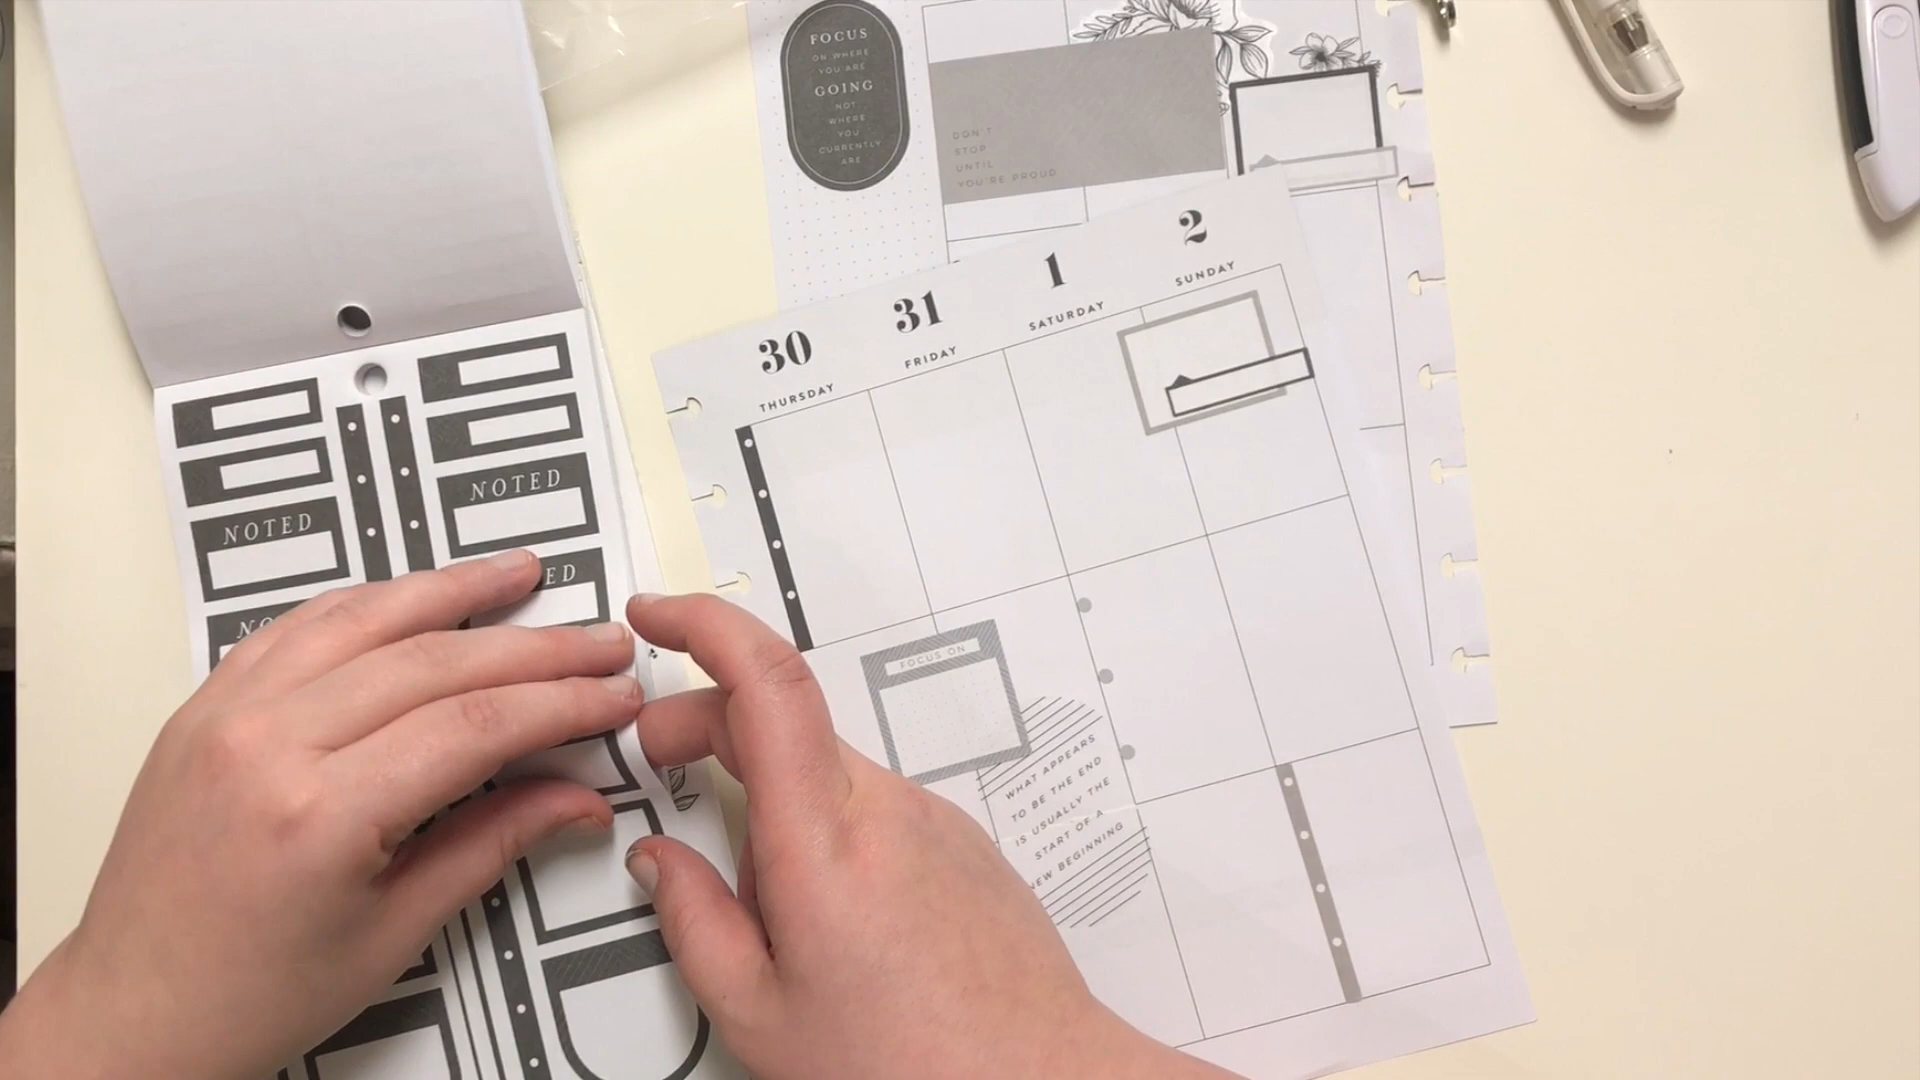 FOCUS
ON WHERE
YOU ARE
GOING
NOT
WHERE
YOU
CURRENTLY
ARE
DON'T
STOP
UNTIL
YOU'RE PROUD
30
THURSDAY
31
FRIDAY
1
SATURDAY
2
SUNDAY
NOTED
NOTED
NO
ED
FOCUS ON
WHAT APPEARS
TO BE THE END
IS USUALLY THE
START OF A
NEW BEGINNING